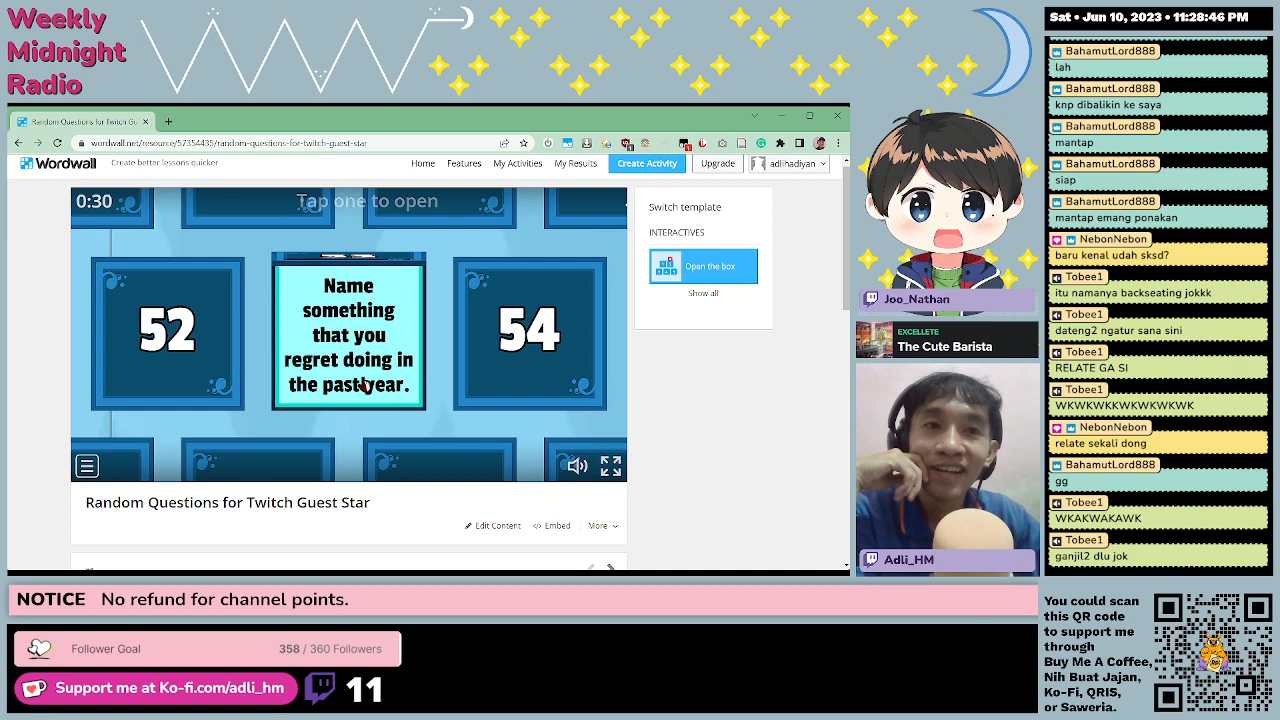 Weekly
Midnight
Radio
Sat • Jun 10, 2023 • 11:28:46 PM
Random Questions for Twitch Gu
wordwall.net/resource/57354435/random-questions-for-twitch-guest-star
Wordwall
Create better lessons quicker
Home
Features
My Activities
My Results
Create Activity
Upgrade
adlihadiyan
0:30
Tap one to open
52
Name
something
that you
regret doing in
the past year.
54
Switch template
INTERACTIVES
Open the box
Show all
Random Questions for Twitch Guest Star
Edit Content
Embed
More
Joo_Nathan
EXCELLETE
The Cute Barista
Adli_HM
BahamutLord888
lah
BahamutLord888
knp dibalikin ke saya
BahamutLord888
mantap
BahamutLord888
siap
BahamutLord888
mantap emang ponakan
NebonNebon
baru kenal udah sksd?
Tobee1
itu namanya backseating jokkk
Tobee1
dateng2 ngatur sana sini
Tobee1
RELATE GA SI
Tobee1
WKWKWKKWKWKWKWK
NebonNebon
relate sekali dong
BahamutLord888
gg
Tobee1
WKAKWAKAWK
Tobee1
ganjil2 dlu jok
NOTICE No refund for channel points.
Follower Goal
358 / 360 Followers
Support me at Ko-fi.com/adli_hm
11
You could scan
this QR code
to support me
through
Buy Me A Coffee,
Nih Buat Jajan,
Ko-Fi, QRIS,
or Saweria.